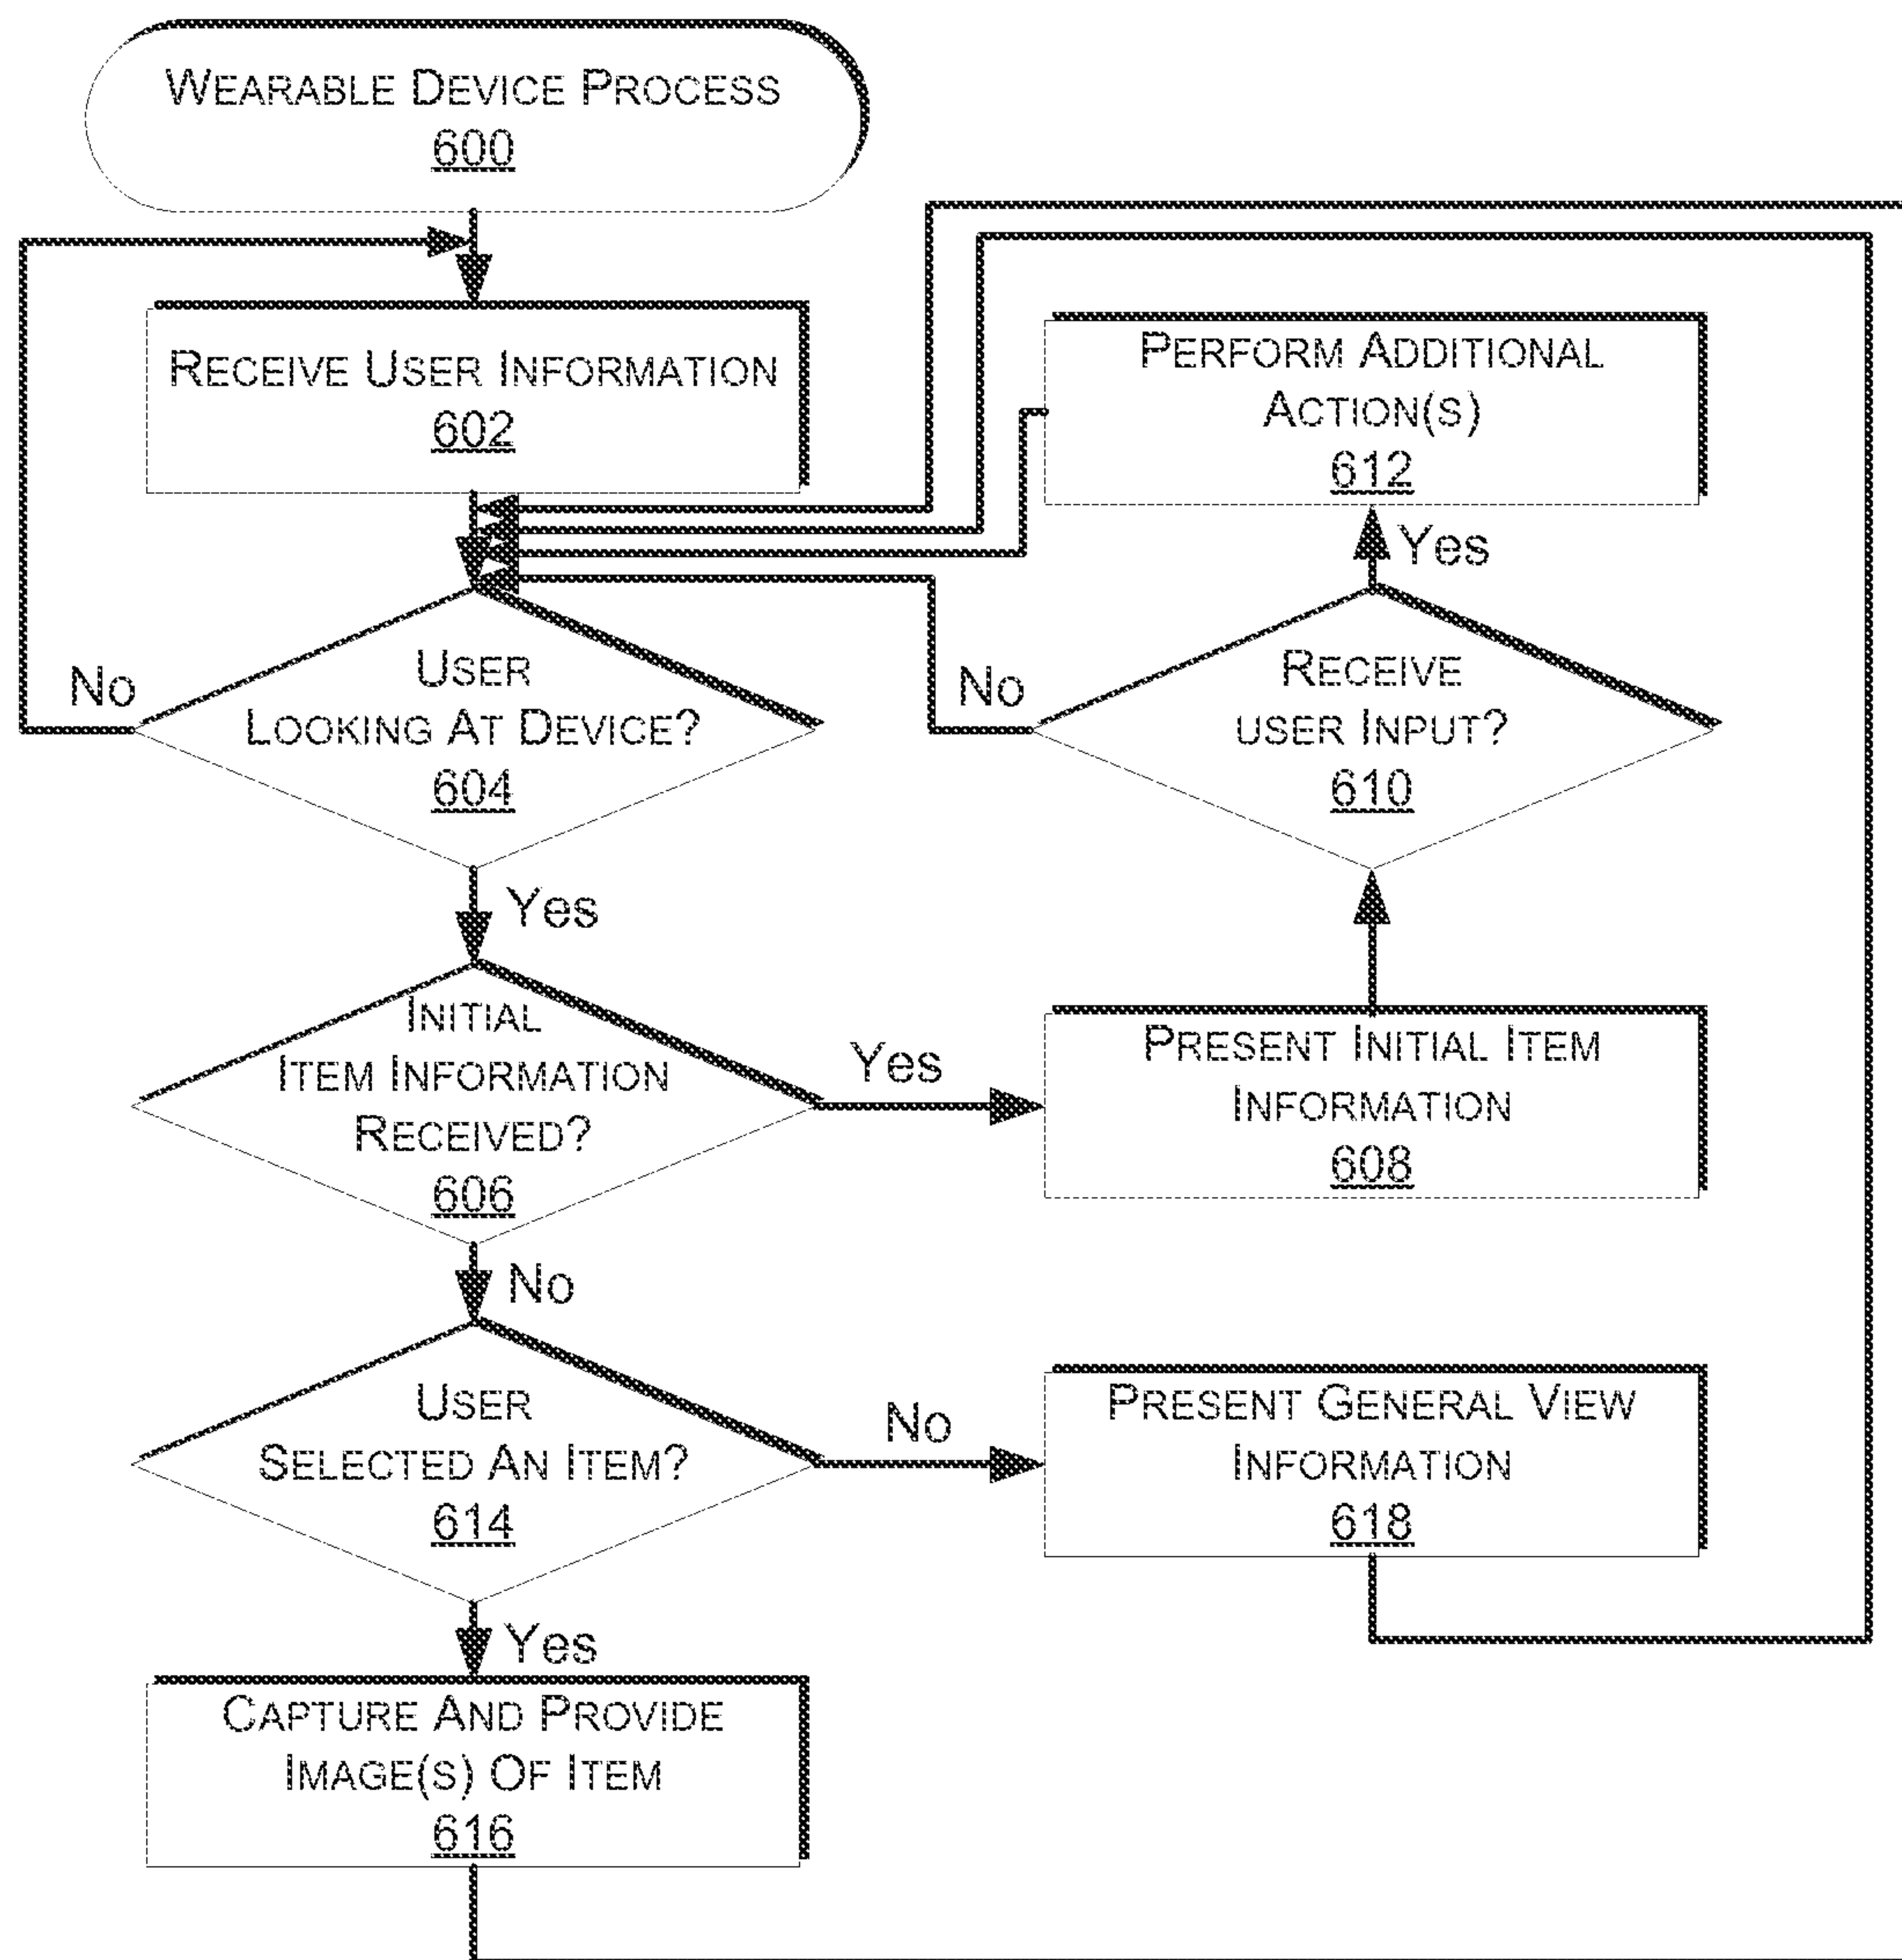 WEARABLE DEVICE PROCESS
600
RECEIVE USER INFORMATION
602
PERFORM ADDITIONAL
ACTION(S)
612
Yes
No
USER
LOOKING AT DEVICE?
604
No
RECEIVE
USER INPUT?
610
Yes
INITIAL
ITEM INFORMATION
RECEIVED?
606
Yes
PRESENT INITIAL ITEM
INFORMATION
608
No
USER
SELECTED AN ITEM?
614
No
PRESENT GENERAL VIEW
INFORMATION
618
Yes
CAPTURE AND PROVIDE
IMAGE(S) OF ITEM
616